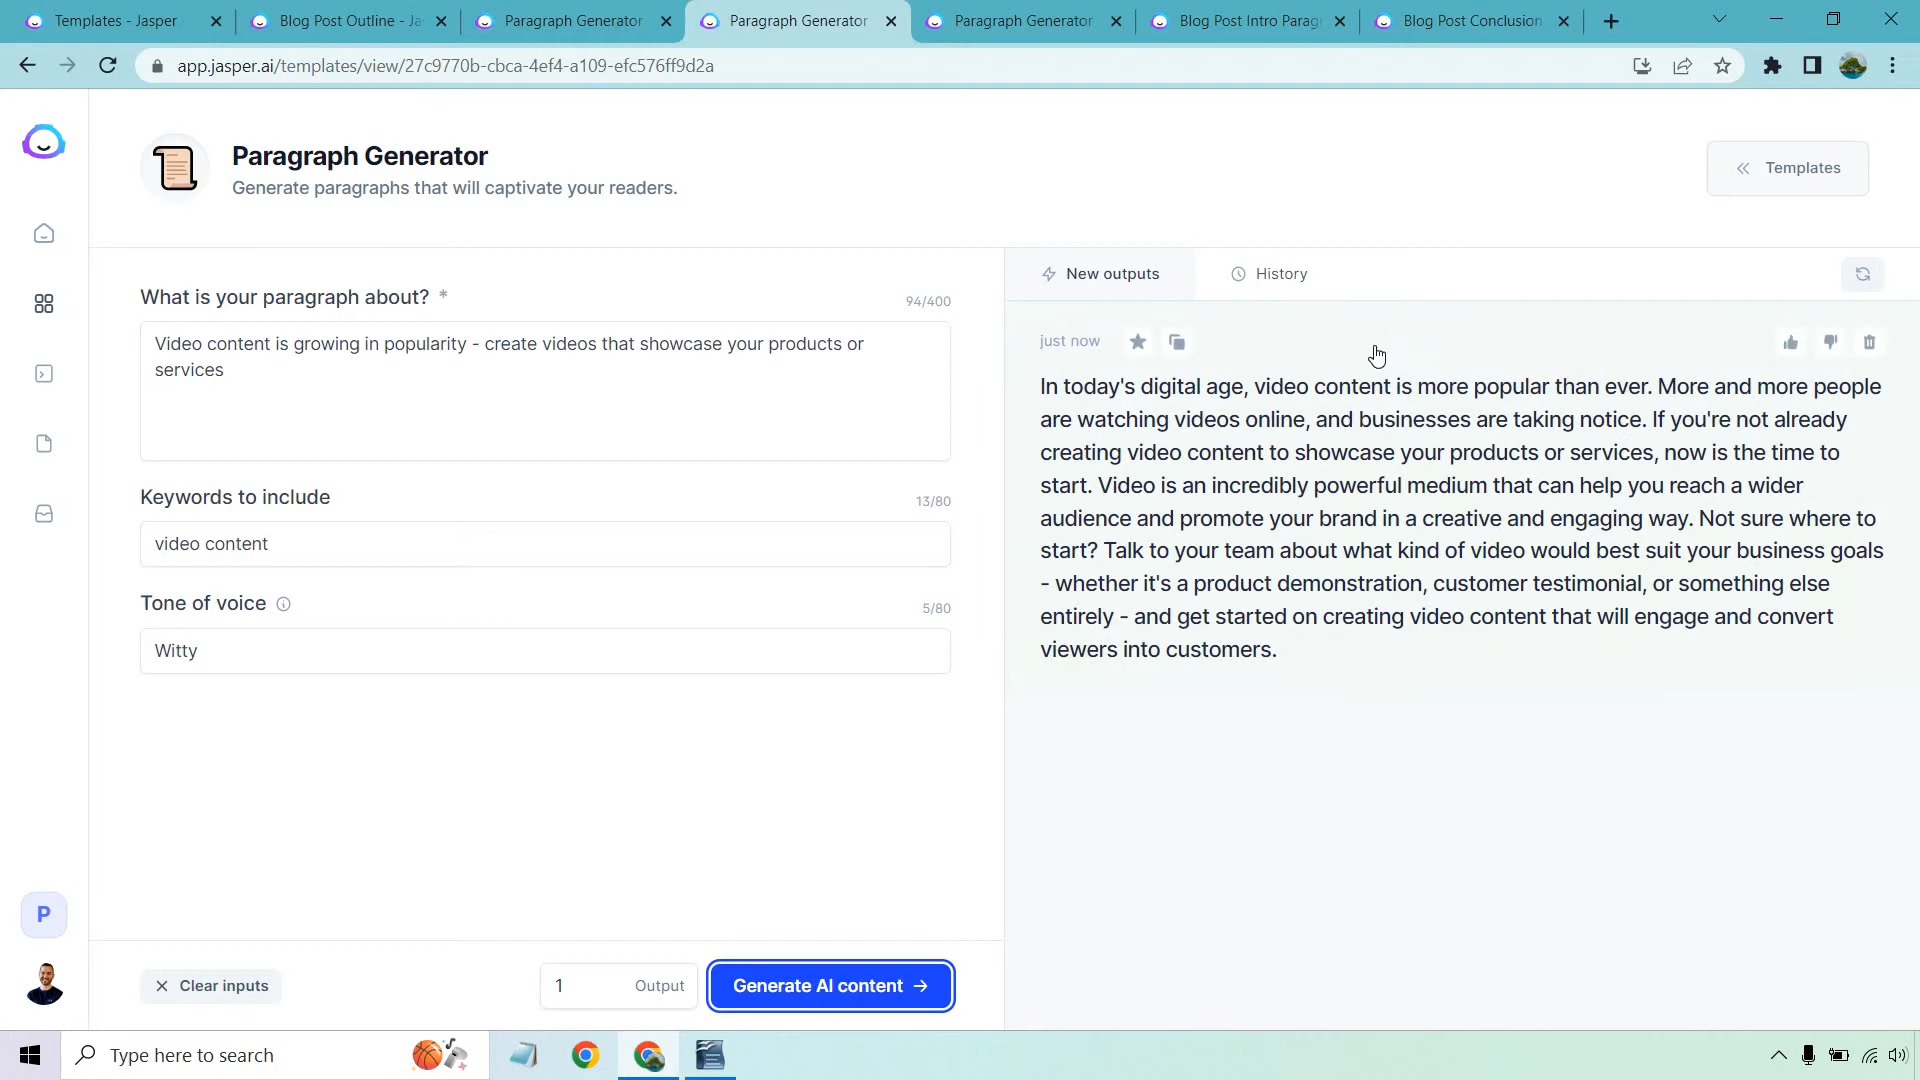 Templates - Jasper
Blog Post Outline - Ja
Paragraph Generator
Paragraph Generator
Paragraph Generator
Blog Post Intro Parag
Blog Post Conclusion
app.jasper.ai/templates/view/27c9770b-cbca-4ef4-a109-efc576ff9d2a
Paragraph Generator
Generate paragraphs that will captivate your readers.
Templates
What is your paragraph about? *
94/400
Video content is growing in popularity - create videos that showcase your products or
services
Keywords to include
13/80
video content
Tone of voice
5/80
Witty
Clear inputs
1 Output
Generate AI content →
New outputs
History
just now
In today's digital age, video content is more popular than ever. More and more people
are watching videos online, and businesses are taking notice. If you're not already
creating video content to showcase your products or services, now is the time to
start. Video is an incredibly powerful medium that can help you reach a wider
audience and promote your brand in a creative and engaging way. Not sure where to
start? Talk to your team about what kind of video would best suit your business goals
- whether it's a product demonstration, customer testimonial, or something else
entirely - and get started on creating video content that will engage and convert
viewers into customers.
P
Type here to search